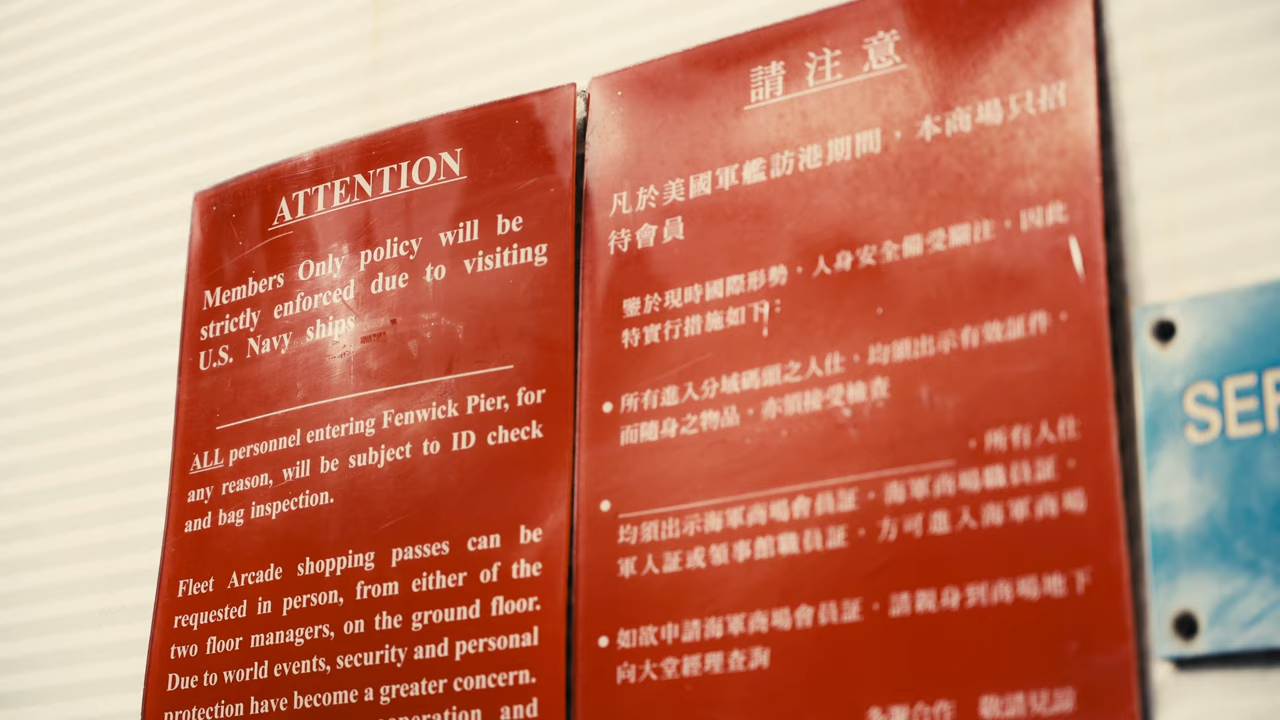 ATTENTION
Members Only policy will be
strictly enforced due to visiting
U.S. Navy ships
ALL personnel entering Fenwick Pier, for
any reason, will be subject to ID check
and bag inspection.
Fleet Arcade shopping passes can be
requested in person, from either of the
two floor managers, on the ground floor.
Due to world events, security and personal
protection have become a greater concern.
and
請注意
凡於美國軍艦訪港期間，本商場只招
待會員
鑒於現時國際形勢，人身安全備受關注，因此
特實行措施如下：
所有進入分域碼頭之人仕，均須出示有效証件，
而隨身之物品，亦須接受檢查
，所有人仕
均須出示海軍商場會員証，海軍商場職員証，
軍人証或領事館職員証，方可進入海軍商場
如欲申請海軍商場會員証，請親身到商場地下
向大堂經理查詢
多謝合作 敬請見諒